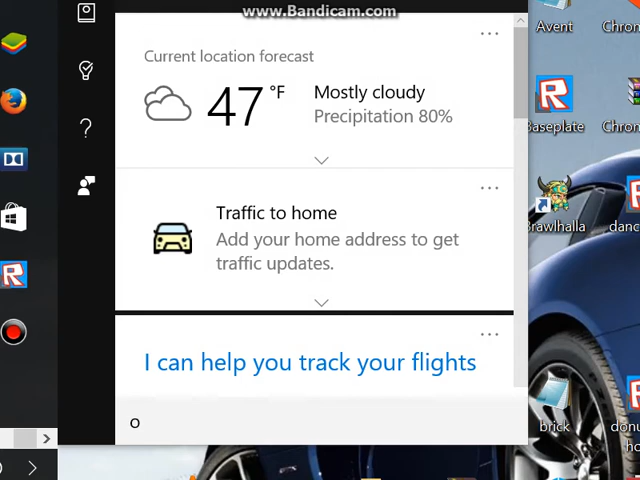 www.Bandicam.com
Current location forecast
47 °F
Mostly cloudy
Precipitation 80%
Traffic to home
Add your home address to get
traffic updates.
I can help you track your flights
o
Avent
Chron
Baseplate
Chron
Brawlhalla
danc
brick
donu
ho